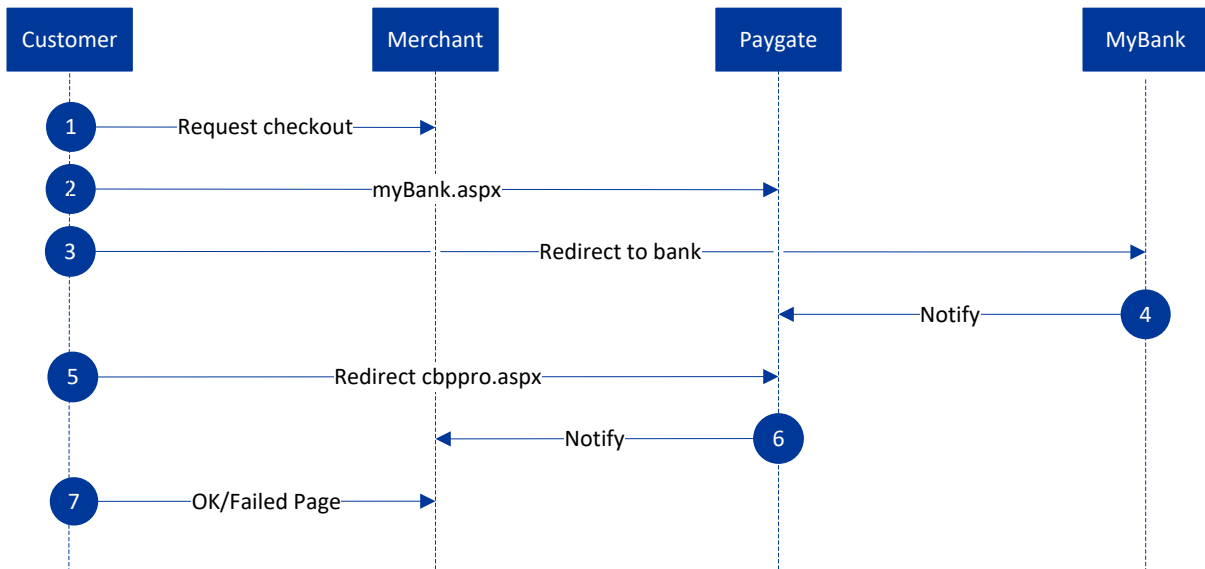 Customer
Merchant
Paygate
MyBank
1
Request checkout
2
myBank.aspx
3
Redirect to bank
Notify
4
5
Redirect cbppro.aspx
Notify
6
7
OK/Failed Page